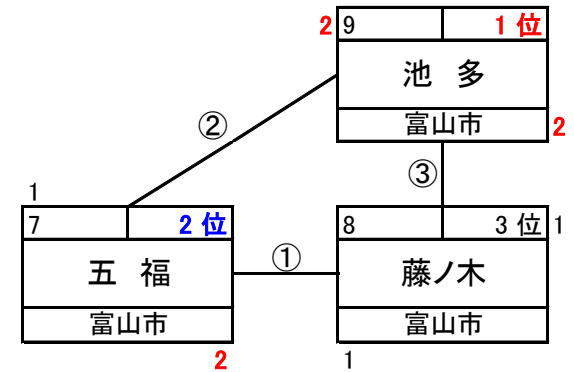 2 9 1 位
池 多
富山市 2
②
③
1
7 2 位
五 福
富山市
2
①
8 3 位 1
藤ノ木
富山市
1